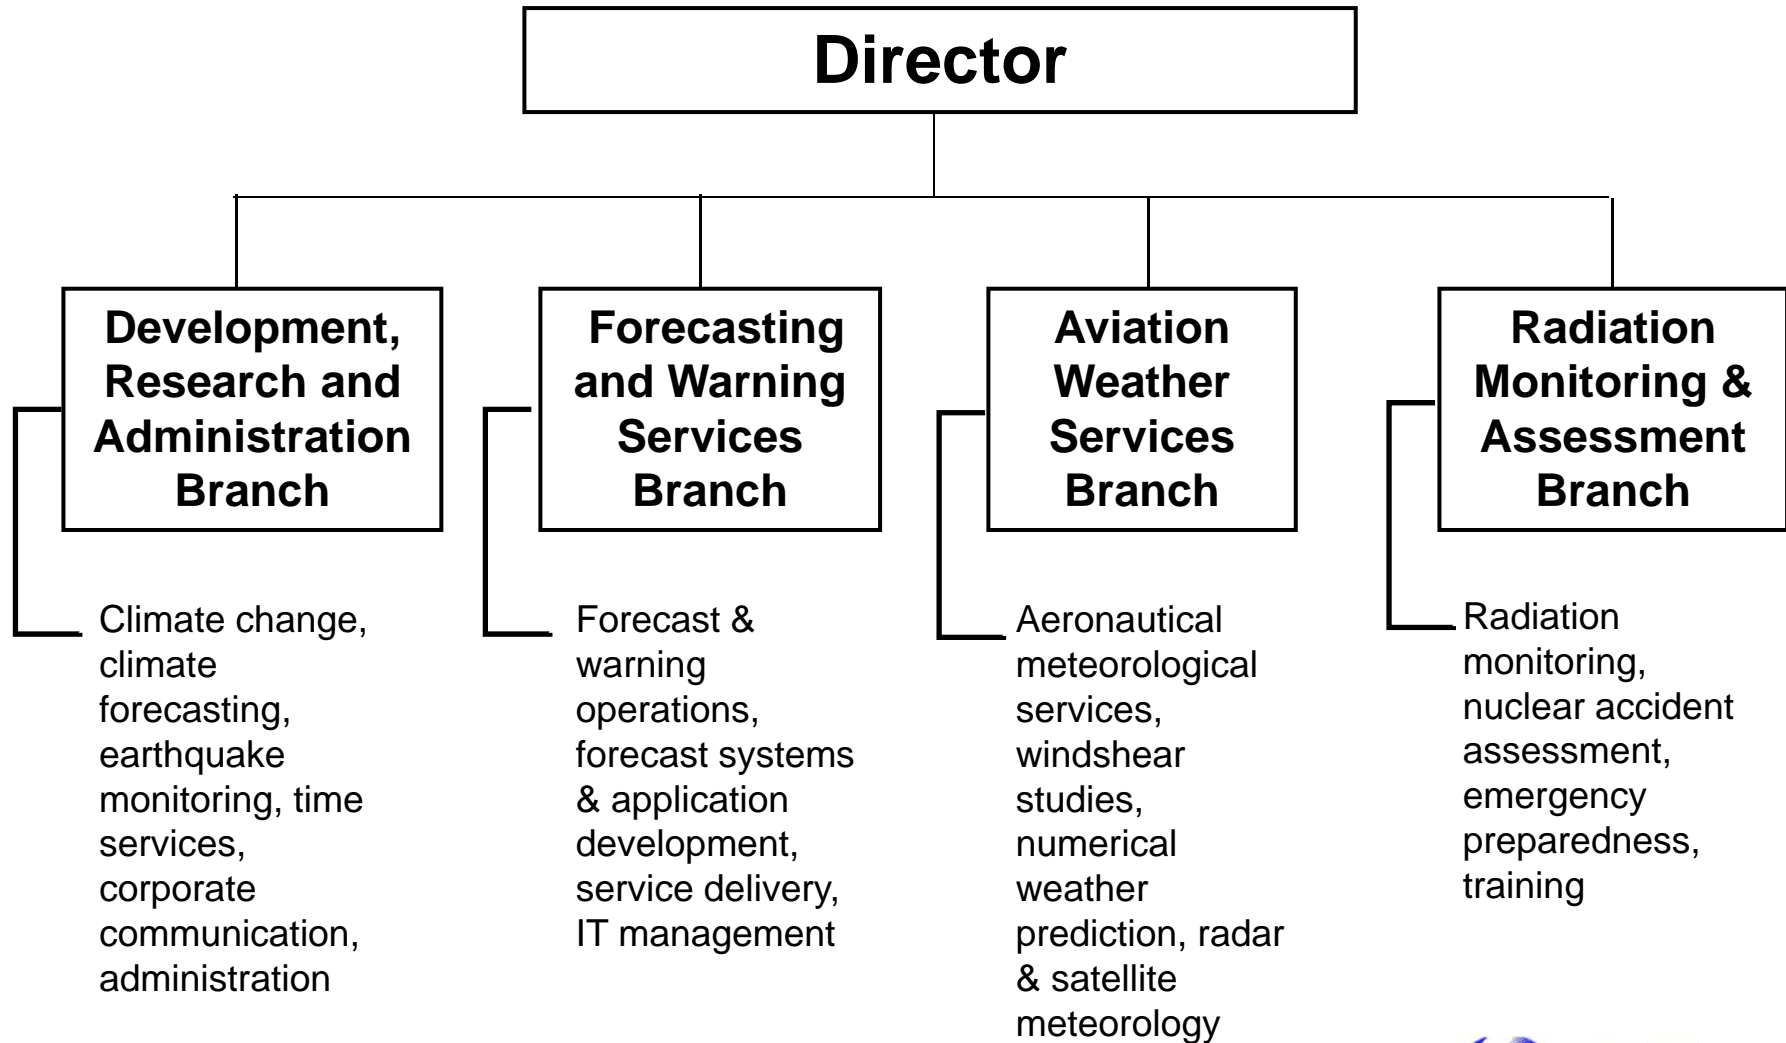 Director
Development,
Research and
Administration
Branch
Climate change,
climate
forecasting,
earthquake
monitoring, time
services,
corporate
communication,
administration
Forecasting
and Warning
Services
Branch
Forecast &
warning
operations,
forecast systems
& application
development,
service delivery,
IT management
Aviation
Weather
Services
Branch
Aeronautical
meteorological
services,
windshear
studies,
numerical
weather
prediction, radar
& satellite
meteorology
Radiation
Monitoring &
Assessment
Branch
Radiation
monitoring,
nuclear accident
assessment,
emergency
preparedness,
training